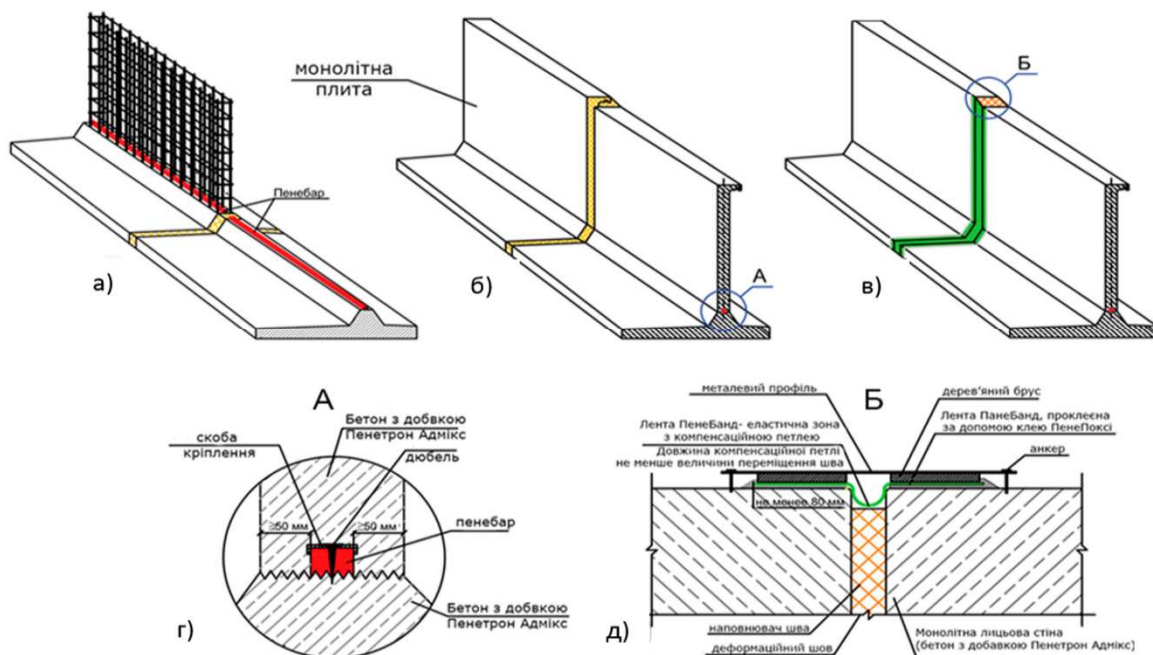 монолітна
плита
Пенебар
а)
б)
А
Б
в)
А
Бетон з добвкою
Пенетрон Адмікс
скоба
кріплення
дюбель
≥50 мм
≥50 мм
пенебар
Бетон з добвкою
Пенетрон Адмікс
г)
Б
металевий профіль
дерев'яний брус
Лента ПенеБанд- еластична зона
з компенсаційною петлею
Довжина компенсаційної петлі
не менше величини переміщення шва
Лента ПанеБанд, проклеєна
за допомогою клею ПенеПоксі
анкер
не менее 80 мм
наповнювач шва
деформаційний шов
Монолітна лицьова стіна
(бетон з добавкою Пенетрон Адмікс)
д)